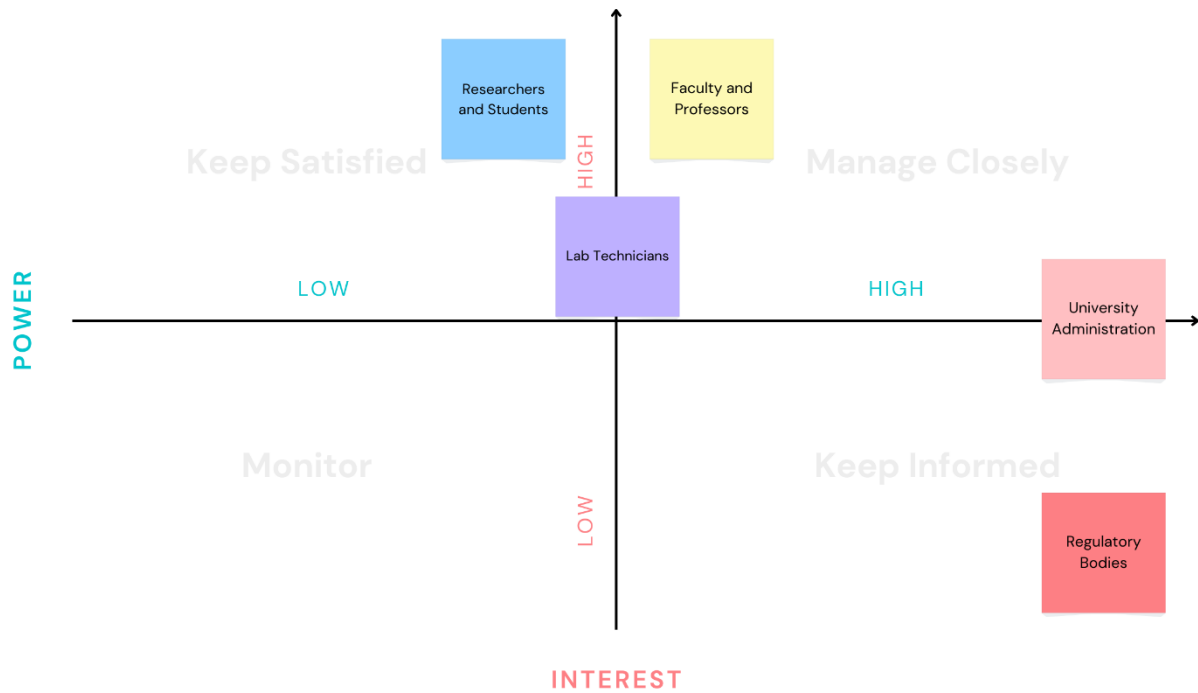 Researchers
and Students
Faculty and
Professors
Keep Satisfied
HIGH
Manage Closely
Lab Technicians
LOW
HIGH
POWER
University
Administration
Monitor
Keep Informed
LOW
Regulatory
Bodies
INTEREST